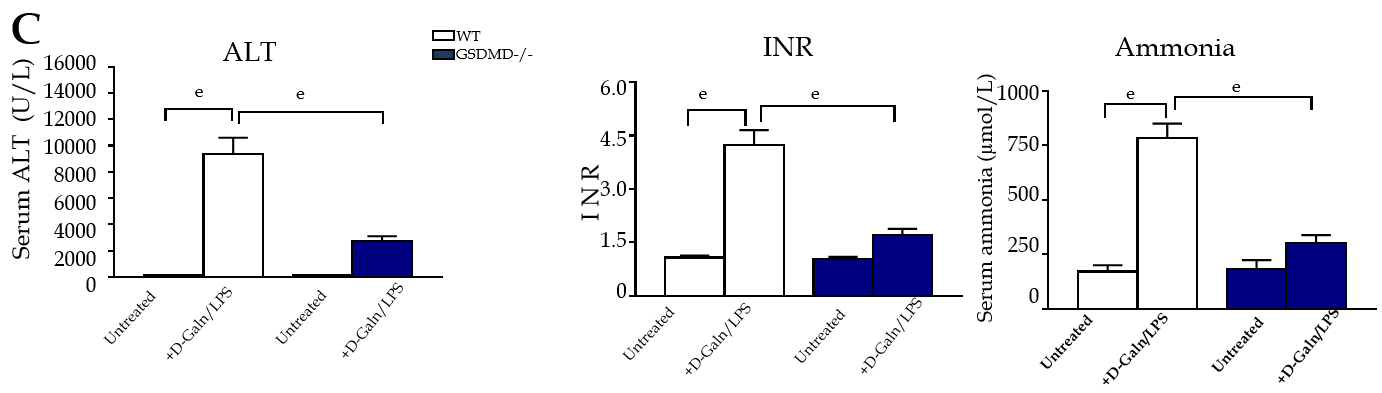 C
WT
GSDMD-/-
ALT
Serum ALT (U/L)
16000
14000
12000
10000
8000
6000
4000
2000
0
e
e
Untreated
+D-Galn/LPS
Untreated
+D-Galn/LPS
INR
INR
6.0
4.5
3.0
1.5
0
e
e
Untreated
+D-Galn/LPS
Untreated
+D-Galn/LPS
Ammonia
Serum ammonia (µmol/L)
1000
750
500
250
0
e
e
Untreated
+D-Galn/LPS
Untreated
+D-Galn/LPS